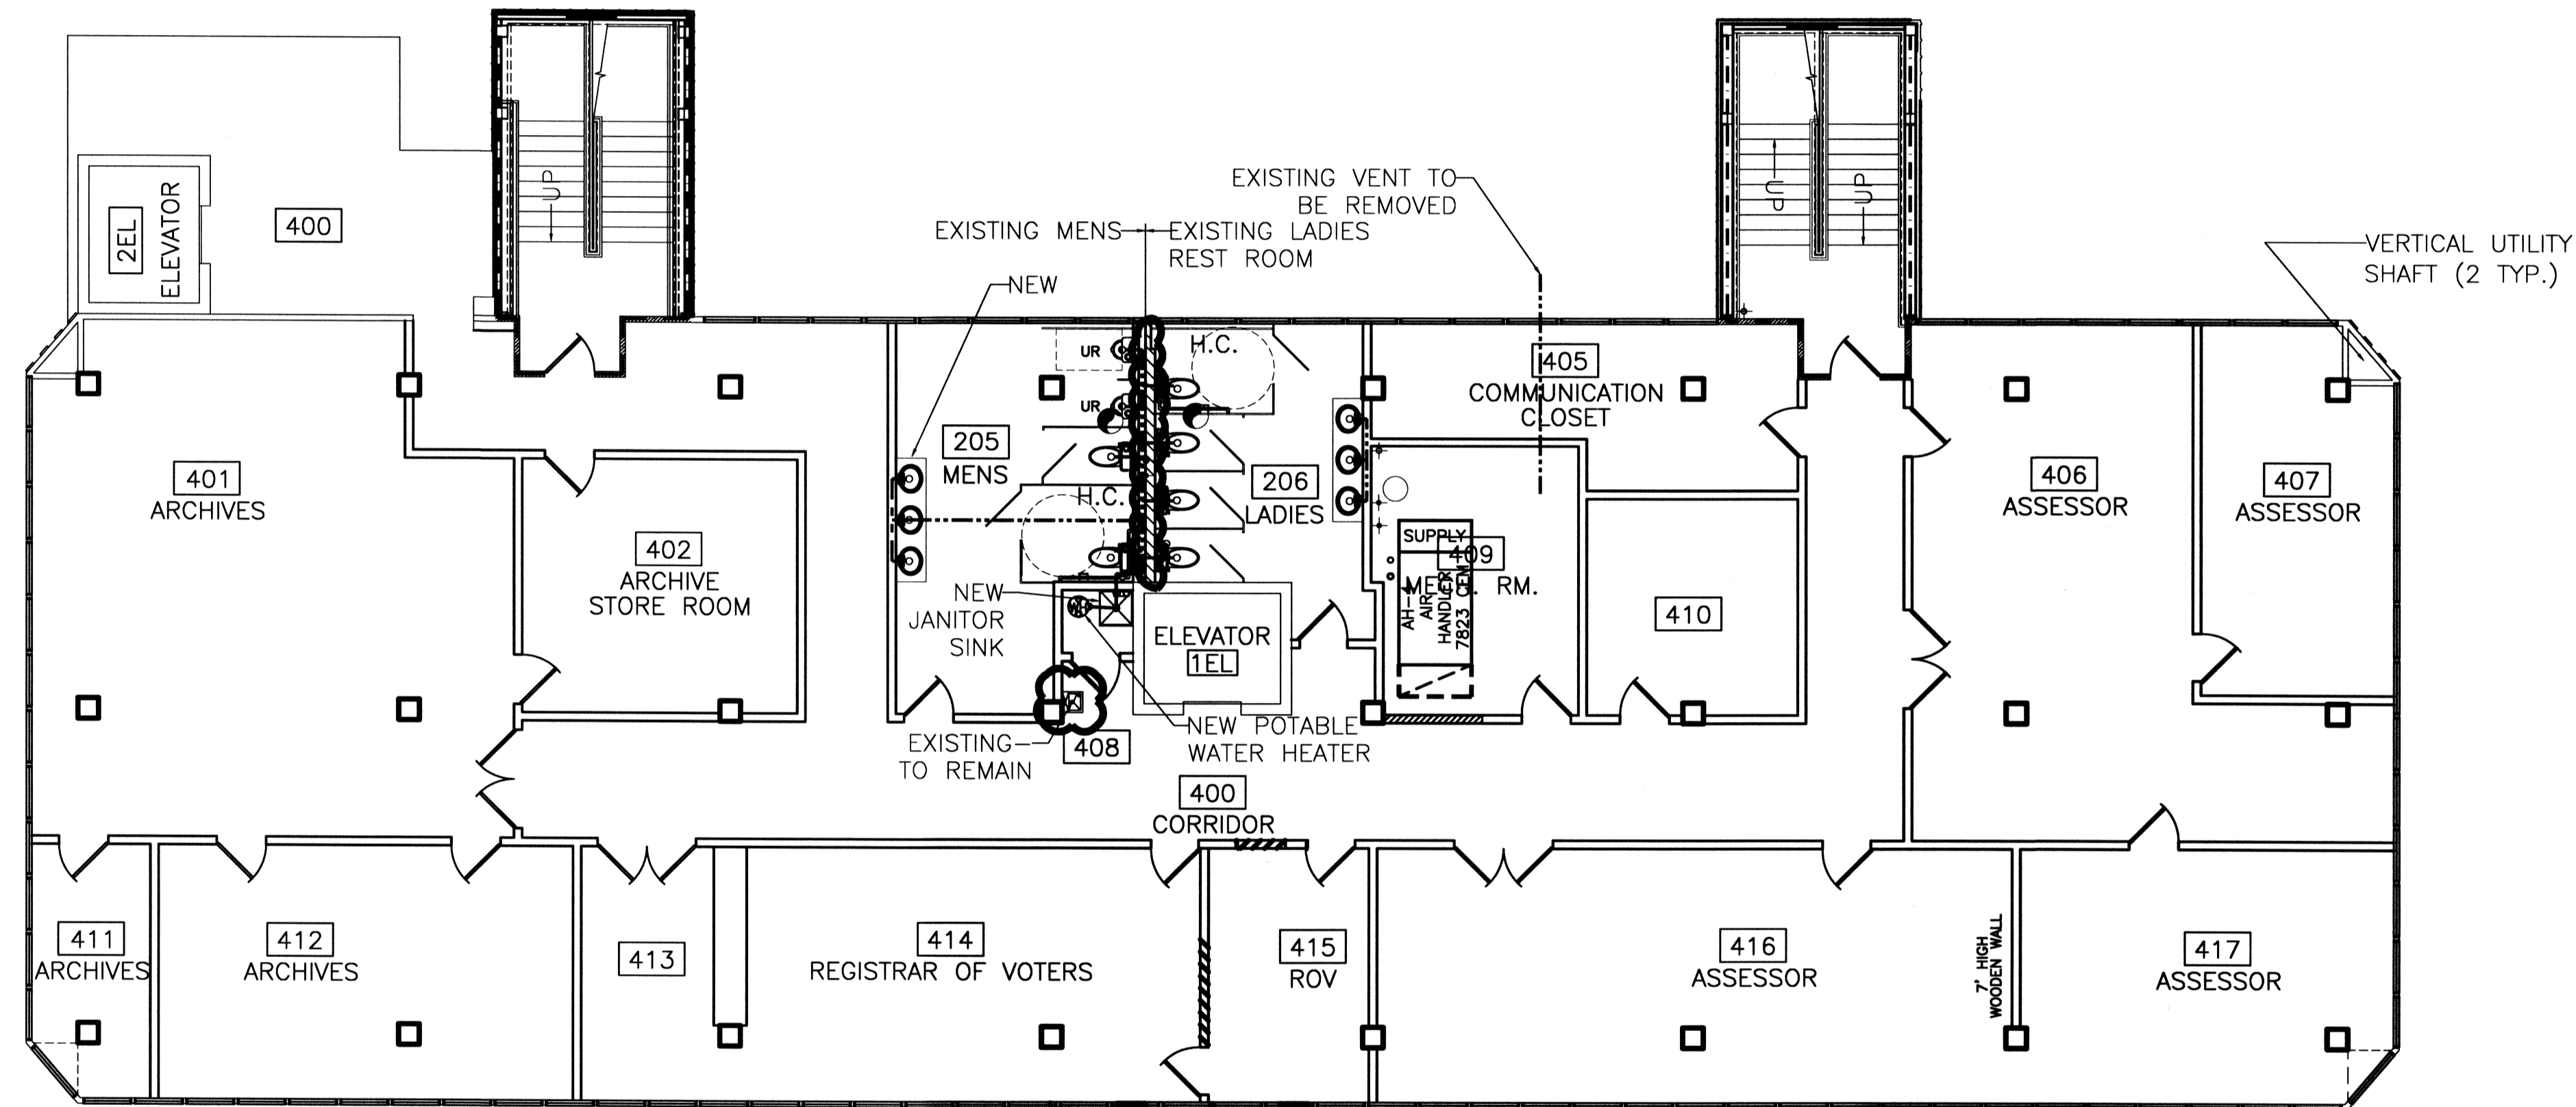 2EL
ELEVATOR
400
UP
UP
UP
EXISTING VENT TO
BE REMOVED
EXISTING MENS
EXISTING LADIES
REST ROOM
NEW
VERTICAL UTILITY
SHAFT (2 TYP.)
UR
UR
H.C.
405
COMMUNICATION
CLOSET
205
MENS
H.C.
206
LADIES
401
ARCHIVES
402
ARCHIVE
STORE ROOM
406
ASSESSOR
407
ASSESSOR
SUPPLY
409
RM.
AIR
HANDLER
7823 CFM
410
NEW
JANITOR
SINK
ELEVATOR
1EL
EXISTING
TO REMAIN
408
NEW POTABLE
WATER HEATER
400
CORRIDOR
411
ARCHIVES
412
ARCHIVES
413
414
REGISTRAR OF VOTERS
415
ROV
416
ASSESSOR
7' HIGH
WOODEN WALL
417
ASSESSOR